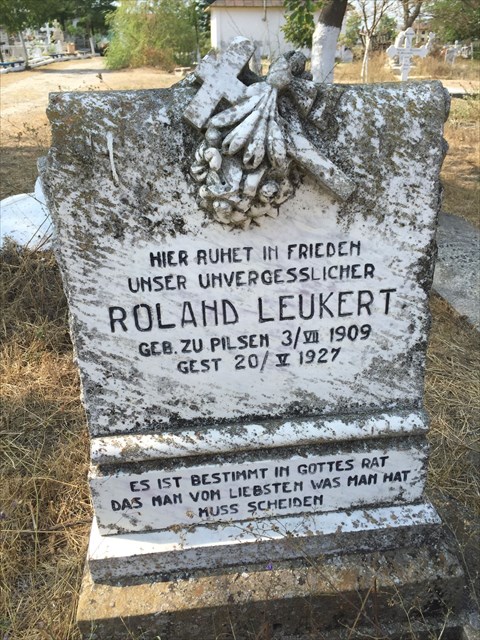 HIER RUHET IN FRIEDEN
UNSER UNVERGESSLICHER
ROLAND LEUKERT
GEB. ZU PILSEN 3/VII 1909
GEST 20/V 1927
ES IST BESTIMMT IN GOTTES RAT
DAS MAN VOM LIEBSTEN WAS MAN HAT
MUSS SCHEIDEN